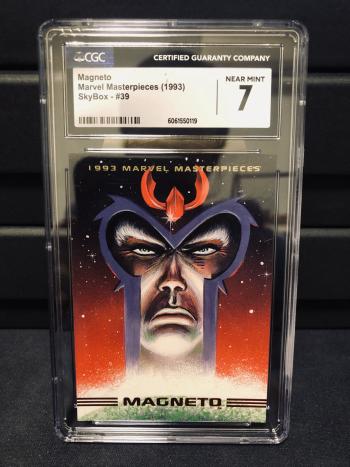 CGC CERTIFIED GUARANTY COMPANY
Magneto
Marvel Masterpieces (1993)
SkyBox - #39
NEAR MINT
7
6061550119
1993 MARVEL MASTERPIECES
MAGNETO